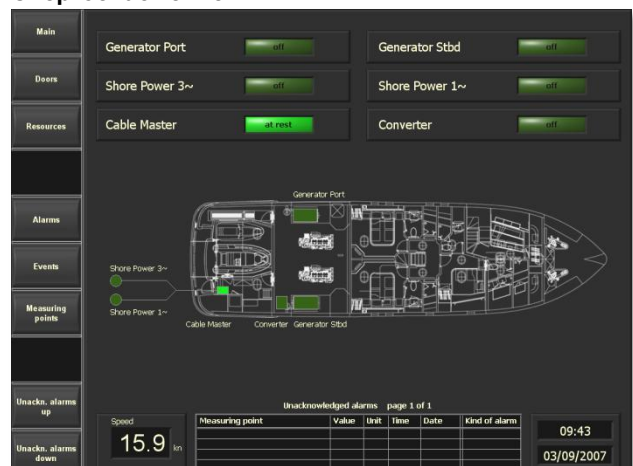 Main
Doors
Resources
Alarms
Events
Measuring
points
Unackn. alarms
up
Unackn. alarms
down
Generator Port off
Generator Stbd off
Shore Power 3~ off
Shore Power 1~ off
Cable Master at rest
Converter off
Generator Port
Shore Power 3~
Shore Power 1~
Cable Master Converter Generator Stbd
Unacknowledged alarms page 1 of 1
Measuring point Value Unit Time Date Kind of alarm
Speed
15.9 kn
09:43
03/09/2007